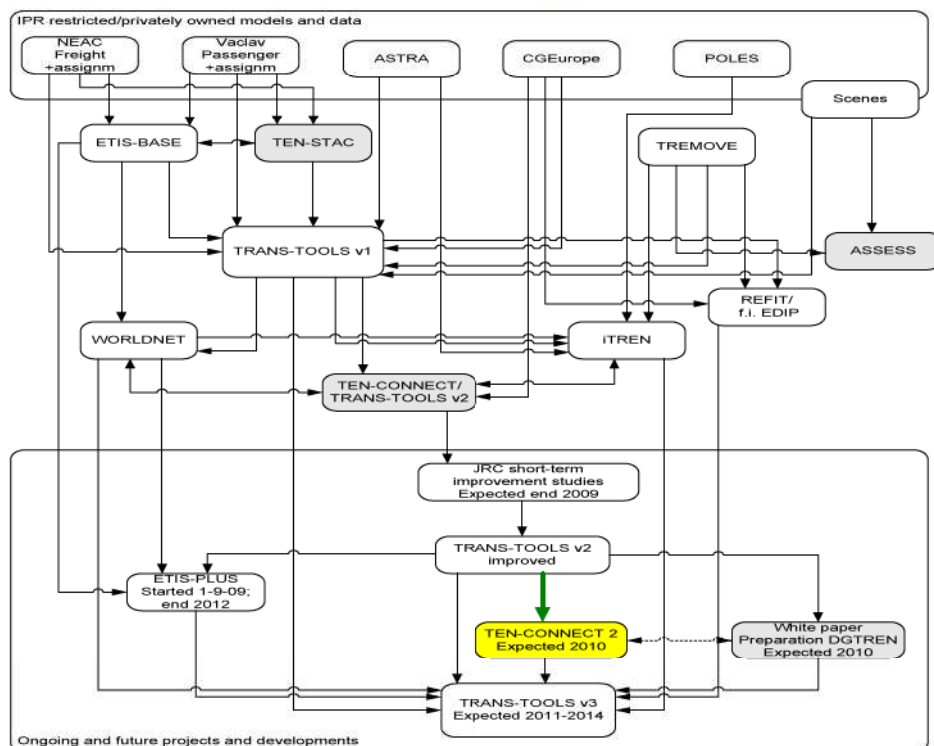 IPR restricted/privately owned models and data
NEAC
Freight
+assignm
Vaclav
Passenger
+assignm
ASTRA
CGEurope
POLES
Scenes
ETIS-BASE
TEN-STAC
TREMOVE
TRANS-TOOLS v1
ASSESS
REFIT/
f.i. EDIP
WORLDNET
iTREN
TEN-CONNECT/
TRANS-TOOLS v2
JRC short-term
improvement studies
Expected end 2009
TRANS-TOOLS v2
improved
ETIS-PLUS
Started 1-9-09;
end 2012
TEN-CONNECT 2
Expected 2010
White paper
Preparation DGTREN
Expected 2010
TRANS-TOOLS v3
Expected 2011-2014
Ongoing and future projects and developments